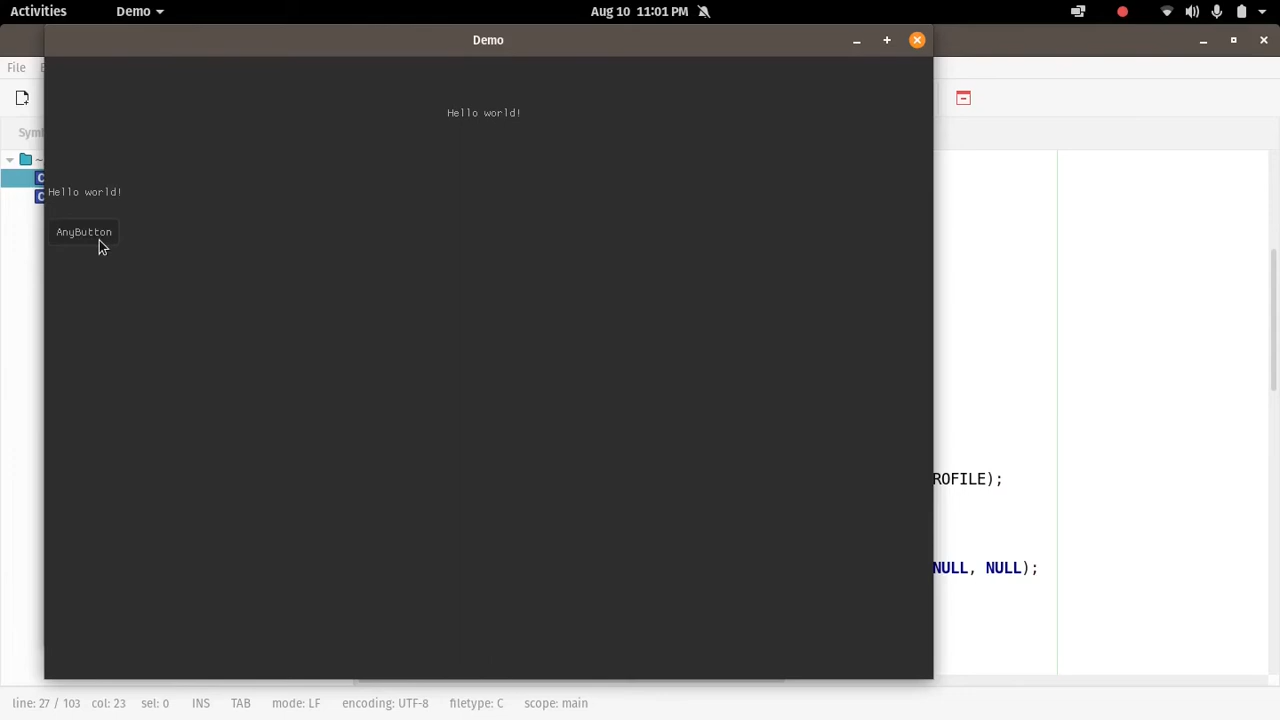 Activities Demo Aug 10 11:01 PM
Demo
File
Hello world!
Symb
~
Hello world!
AnyButton
ROFILE);
NULL, NULL);
line: 27 / 103 col: 23 sel: 0 INS TAB mode: LF encoding: UTF-8 filetype: C scope: main